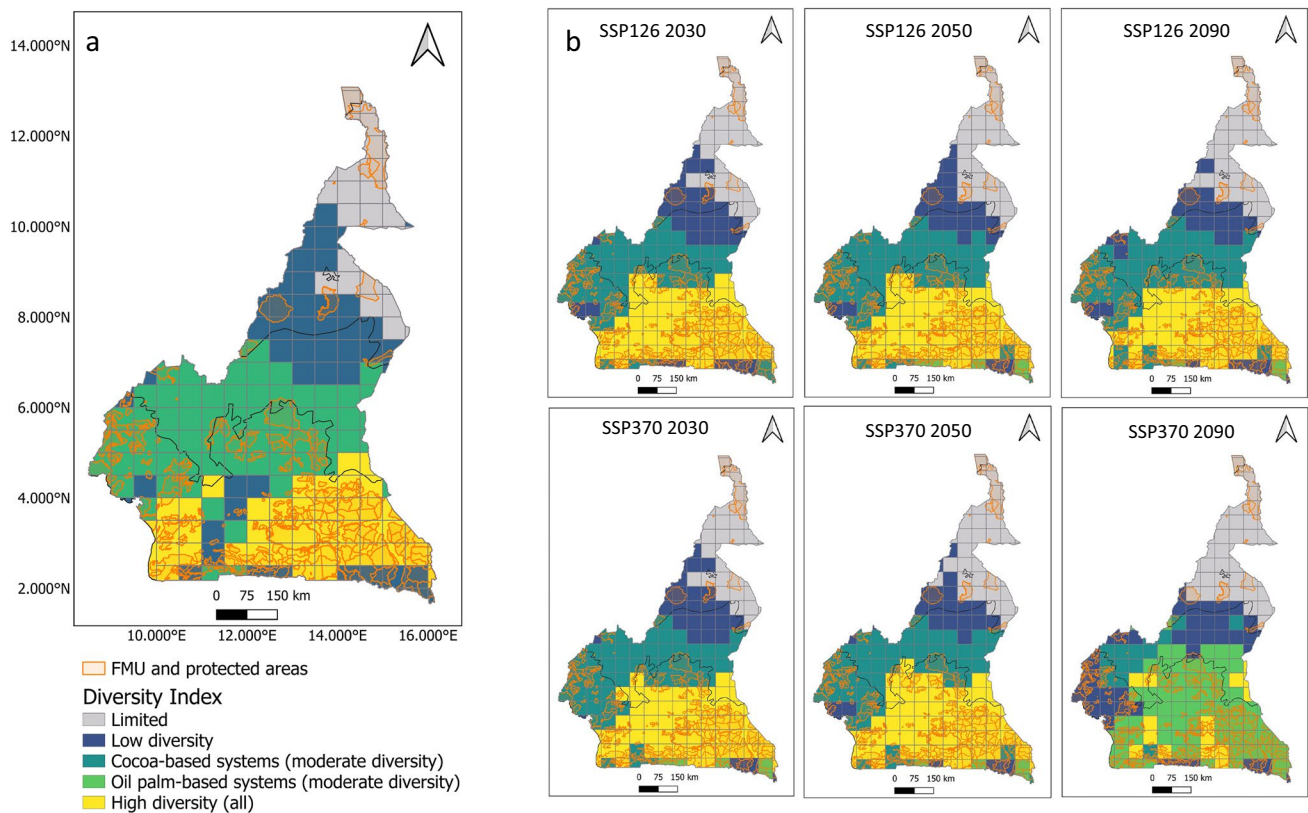 a
14.000°N
12.000°N
10.000°N
8.000°N
6.000°N
4.000°N
2.000°N
0 75 150 km
10.000°E 12.000°E 14.000°E 16.000°E
FMU and protected areas
Diversity Index
Limited
Low diversity
Cocoa-based systems (moderate diversity)
Oil palm-based systems (moderate diversity)
High diversity (all)
b
SSP126 2030
0 75 150 km
SSP126 2050
0 75 150 km
SSP126 2090
0 75 150 km
SSP370 2030
0 75 150 km
SSP370 2050
0 75 150 km
SSP370 2090
0 75 150 km